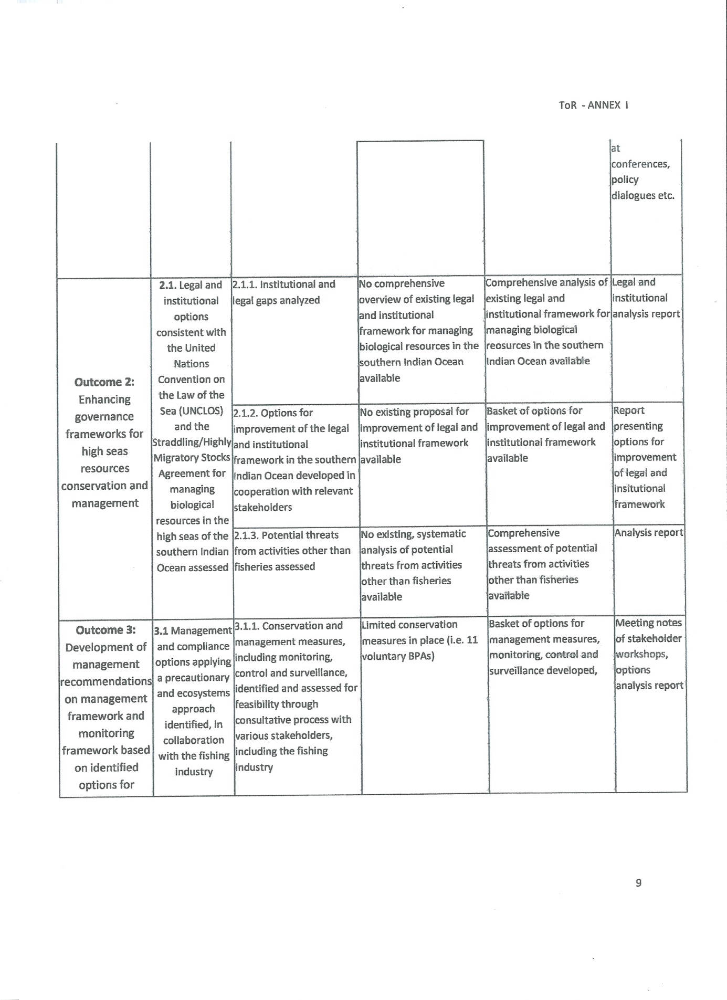 ToR - ANNEX I
at
conferences,
policy
dialogues etc.
Outcome 2:
Enhancing
governance
frameworks for
high seas
resources
conservation and
management
2.1. Legal and
institutional
options
consistent with
the United
Nations
Convention on
the Law of the
Sea (UNCLOS)
and the
Straddling/Highly
Migratory Stocks
Agreement for
managing
biological
resources in the
high seas of the
southern Indian
Ocean assessed
2.1.1. Institutional and
legal gaps analyzed
No comprehensive
overview of existing legal
and institutional
framework for managing
biological resources in the
southern Indian Ocean
available
Comprehensive analysis of
existing legal and
institutional framework for
managing biological
reosurces in the southern
Indian Ocean available
Legal and
institutional
analysis report
2.1.2. Options for
improvement of the legal
and institutional
framework in the southern
Indian Ocean developed in
cooperation with relevant
stakeholders
No existing proposal for
improvement of legal and
institutional framework
available
Basket of options for
improvement of legal and
institutional framework
available
Report
presenting
options for
improvement
of legal and
insitutional
framework
2.1.3. Potential threats
from activities other than
fisheries assessed
No existing, systematic
analysis of potential
threats from activities
other than fisheries
available
Comprehensive
assessment of potential
threats from activities
other than fisheries
available
Analysis report
Outcome 3:
Development of
management
recommendations
on management
framework and
monitoring
framework based
on identified
options for
3.1 Management
and compliance
options applying
a precautionary
and ecosystems
approach
identified, in
collaboration
with the fishing
industry
3.1.1. Conservation and
management measures,
including monitoring,
control and surveillance,
identified and assessed for
feasibility through
consultative process with
various stakeholders,
including the fishing
industry
Limited conservation
measures in place (i.e. 11
voluntary BPAs)
Basket of options for
management measures,
monitoring, control and
surveillance developed,
Meeting notes
of stakeholder
workshops,
options
analysis report
9